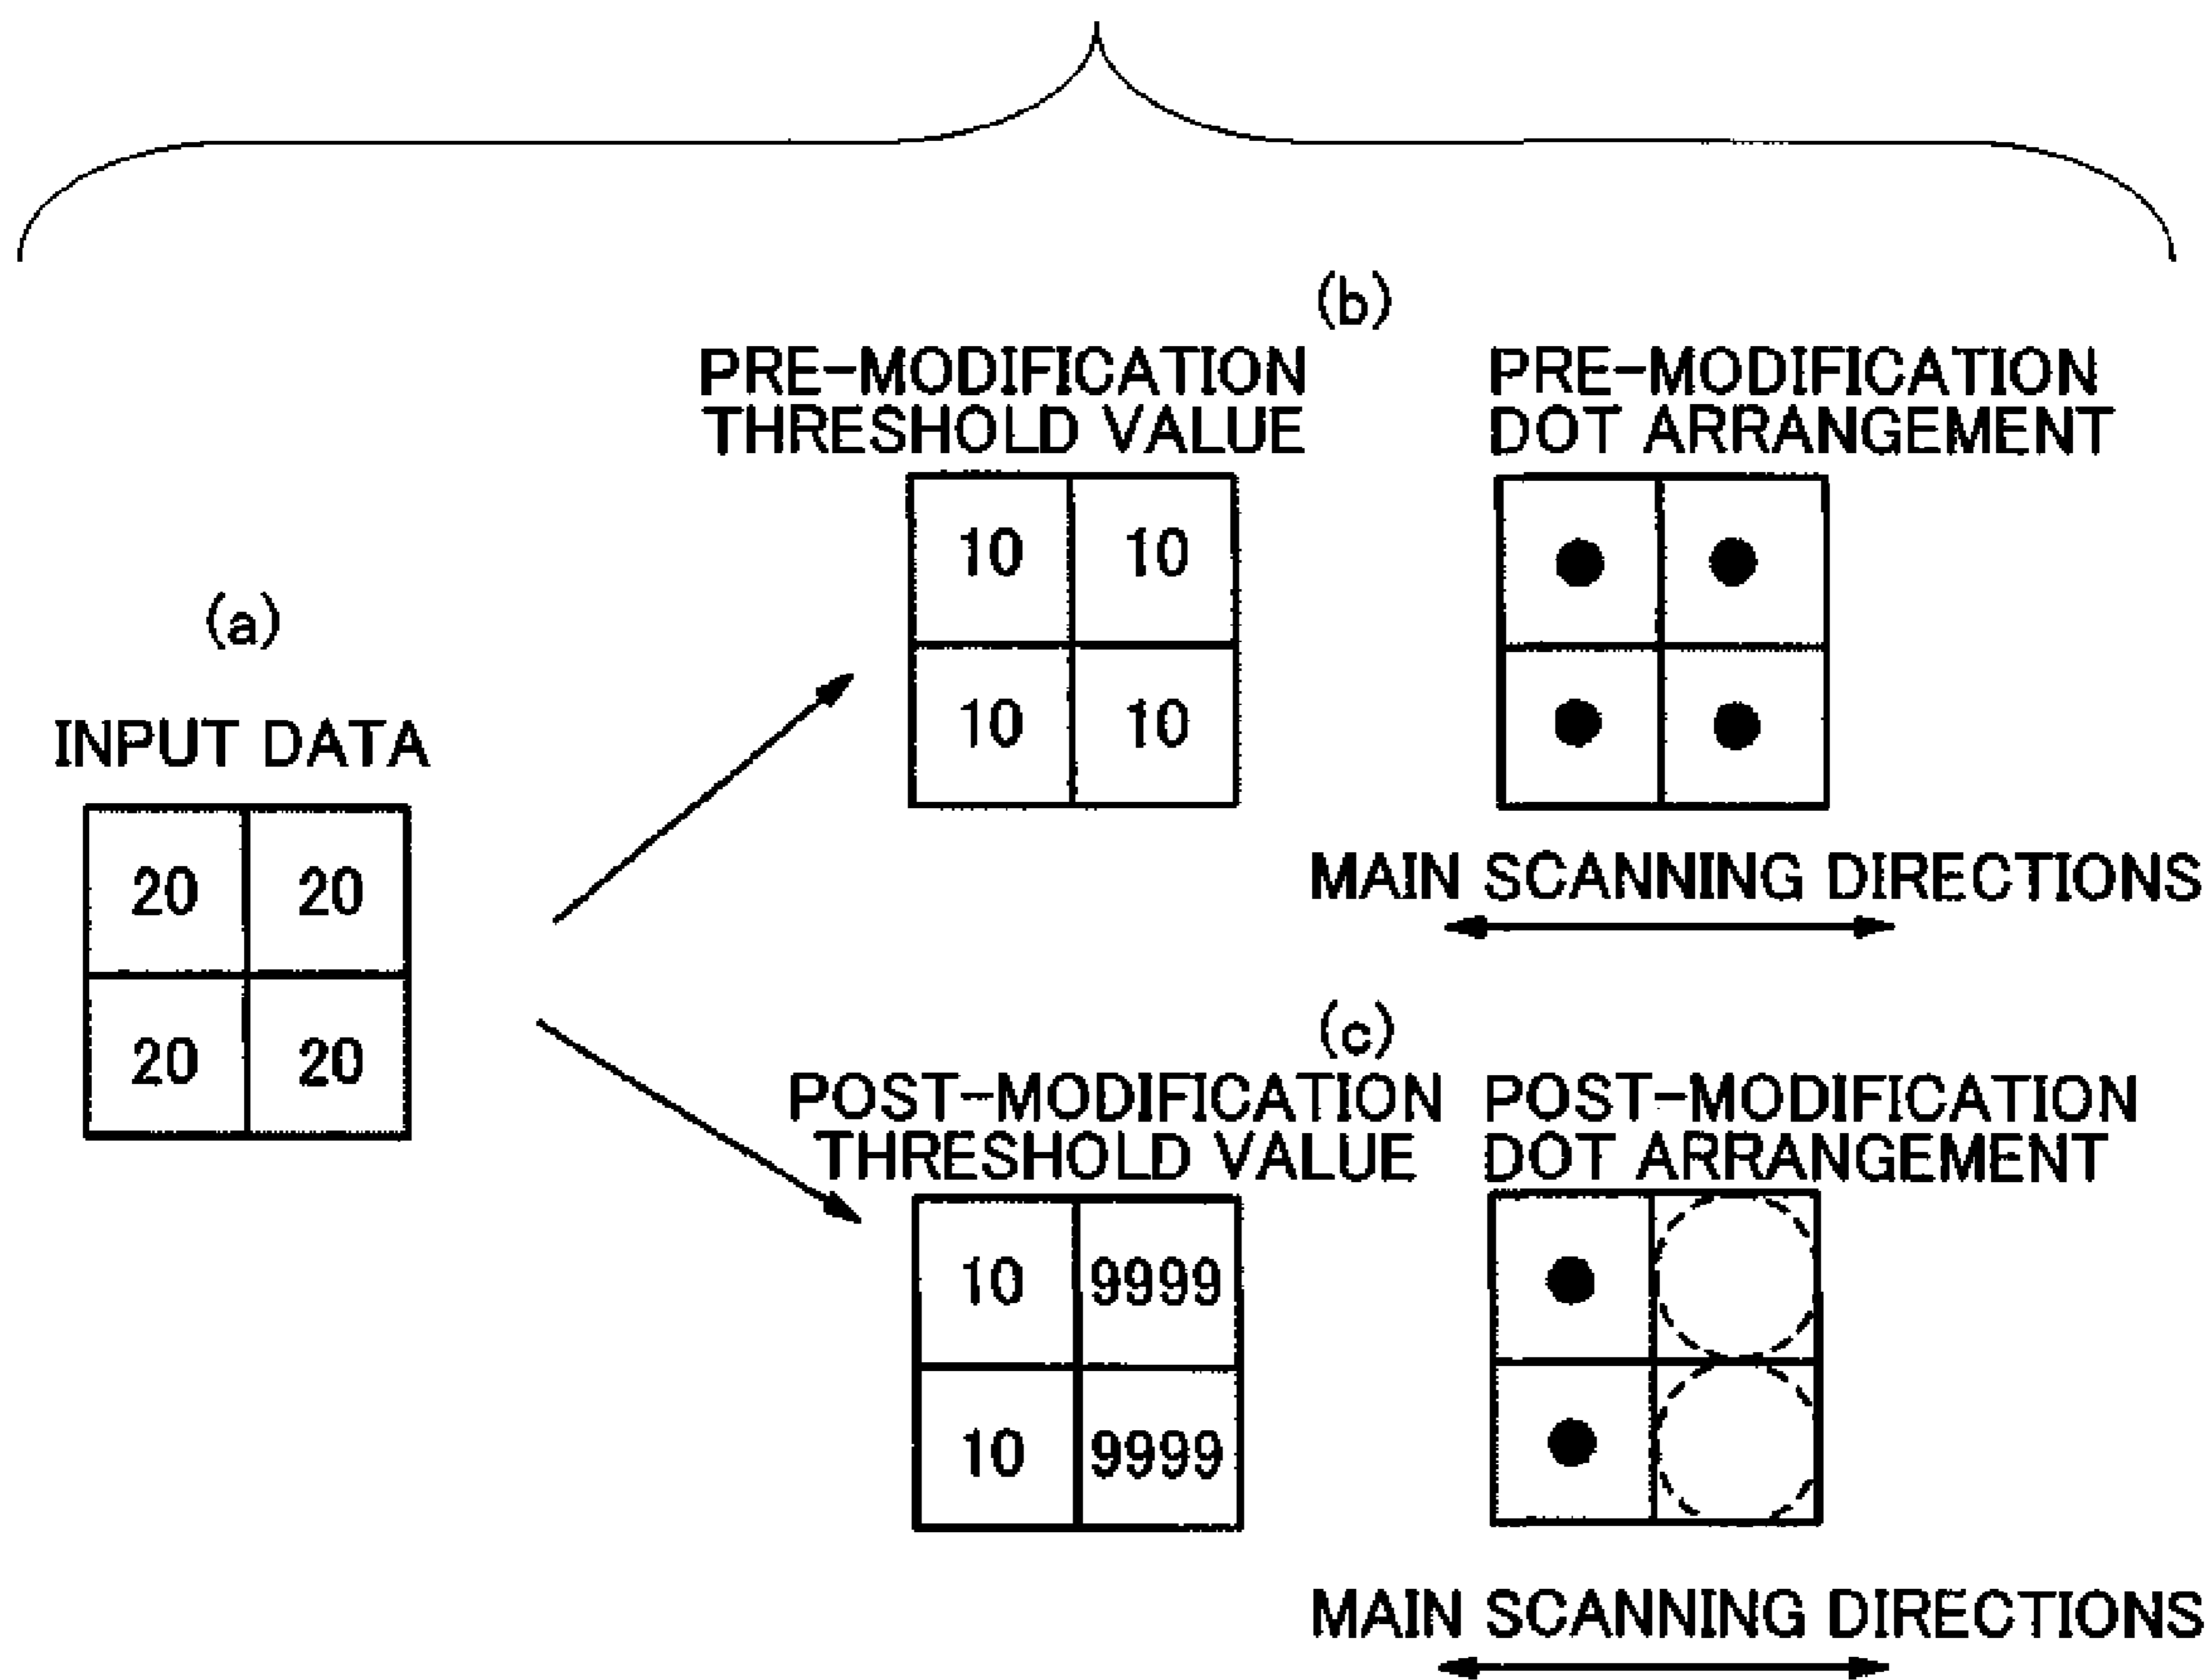 (a)
INPUT DATA
20 20
20 20
(b)
PRE-MODIFICATION
THRESHOLD VALUE
10 10
10 10
PRE-MODIFICATION
DOT ARRANGEMENT
MAIN SCANNING DIRECTIONS
(c)
POST-MODIFICATION
THRESHOLD VALUE
10 9999
10 9999
POST-MODIFICATION
DOT ARRANGEMENT
MAIN SCANNING DIRECTIONS